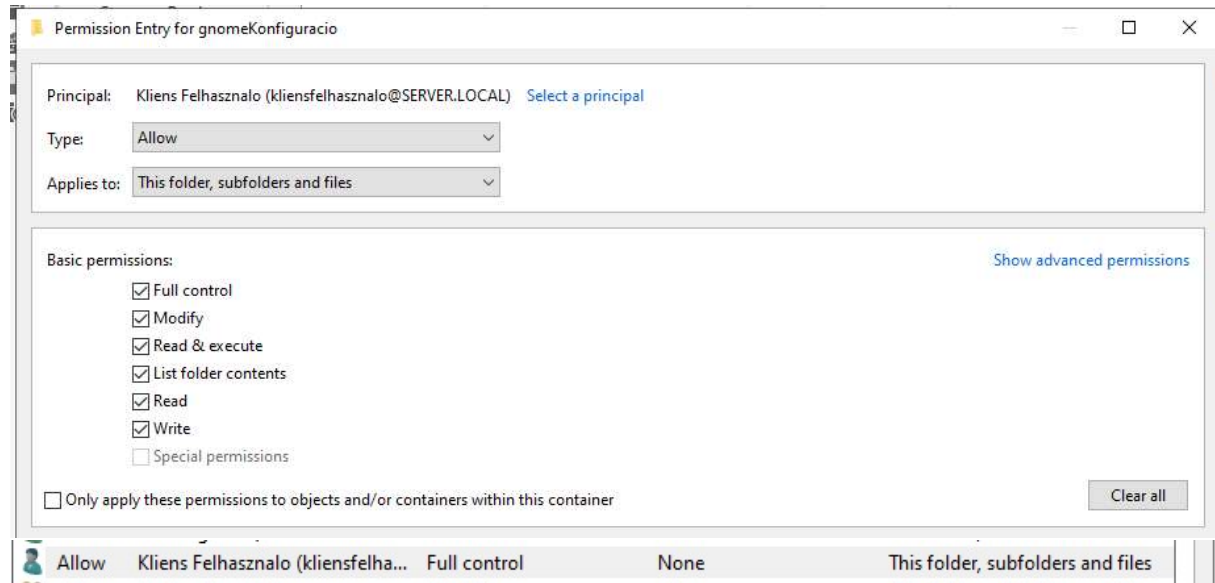 Permission Entry for gnomeKonfiguracio
Principal: Kliens Felhasznalo (kliensfelhasznalo@SERVER.LOCAL) Select a principal
Type: Allow
Applies to: This folder, subfolders and files
Basic permissions: Show advanced permissions
Full control
Modify
Read & execute
List folder contents
Read
Write
Special permissions
Only apply these permissions to objects and/or containers within this container Clear all
Allow Kliens Felhasznalo (kliensfelha... Full control None This folder, subfolders and files